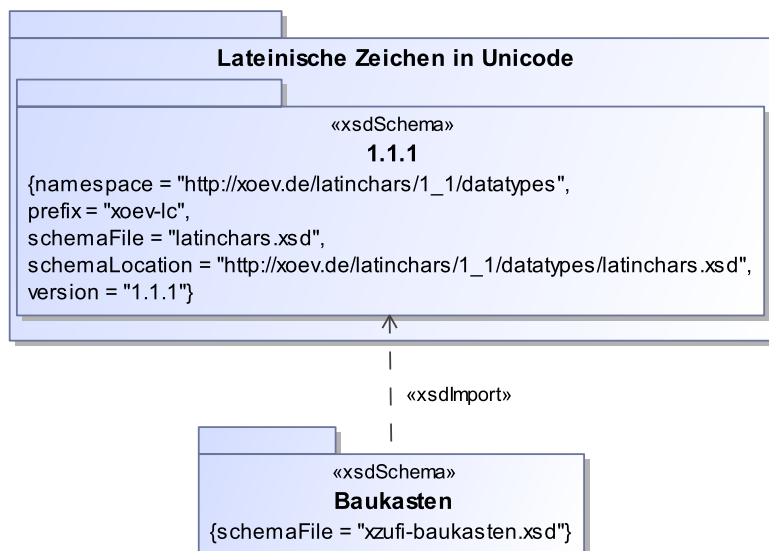 Lateinische Zeichen in Unicode
«xsdSchema»
1.1.1
{namespace = "http://xoev.de/latinchars/1_1/datatypes",
prefix = "xoev-lc",
schemaFile = "latinchars.xsd",
schemaLocation = "http://xoev.de/latinchars/1_1/datatypes/latinchars.xsd",
version = "1.1.1"}
«xsdImport»
«xsdSchema»
Baukasten
{schemaFile = "xzufi-baukasten.xsd"}